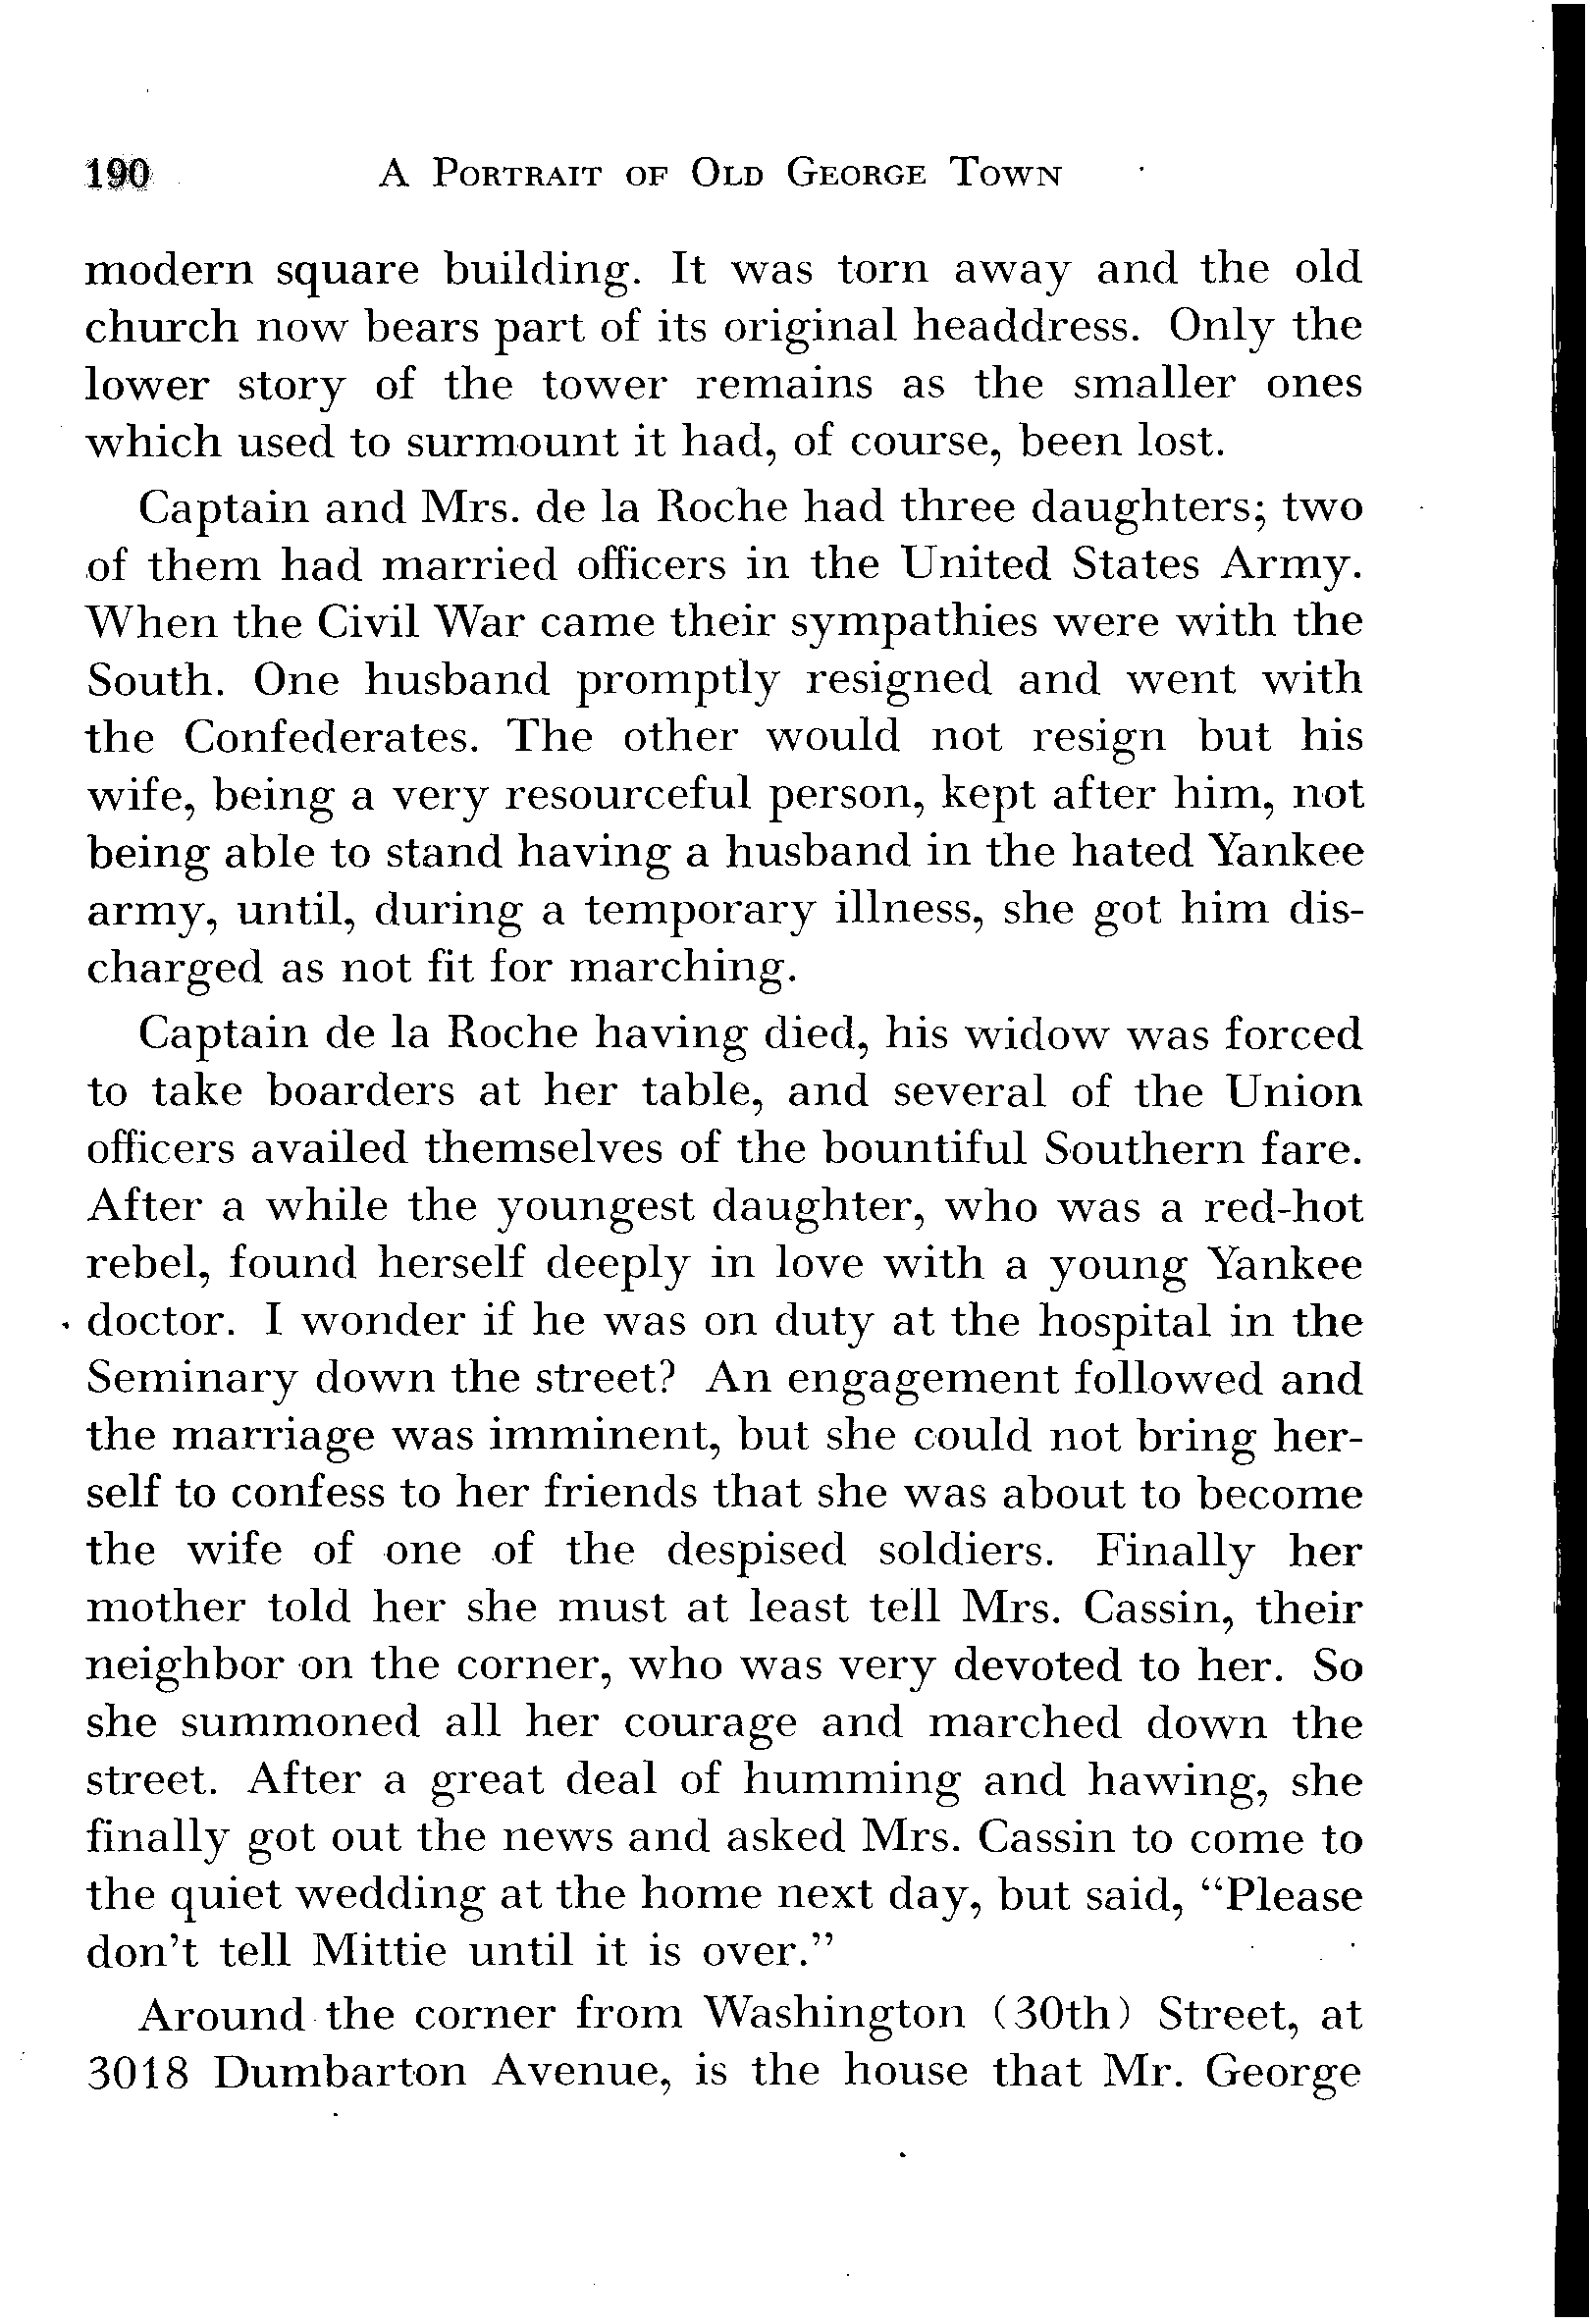 190 A Portrait of Old George Town
modern square building. It was torn away and the old
church now bears part of its original headdress. Only the
lower story of the tower remains as the smaller ones
which used to surmount it had, of course, been lost.
Captain and Mrs. de la Roche had three daughters; two
of them had married officers in the United States Army.
When the Civil War came their sympathies were with the
South. One husband promptly resigned and went with
the Confederates. The other would not resign but his
wife, being a very resourceful person, kept after him, not
being able to stand having a husband in the hated Yankee
army, until, during a temporary illness, she got him dis-
charged as not fit for marching.
Captain de la Roche having died, his widow was forced
to take boarders at her table, and several of the Union
officers availed themselves of the bountiful Southern fare.
After a while the youngest daughter, who was a red-hot
rebel, found herself deeply in love with a young Yankee
doctor. I wonder if he was on duty at the hospital in the
Seminary down the street? An engagement followed and
the marriage was imminent, but she could not bring her-
self to confess to her friends that she was about to become
the wife of one of the despised soldiers. Finally her
mother told her she must at least tell Mrs. Cassin, their
neighbor on the corner, who was very devoted to her. So
she summoned all her courage and marched down the
street. After a great deal of humming and hawing, she
finally got out the news and asked Mrs. Cassin to come to
the quiet wedding at the home next day, but said, “Please
don’t tell Mittie until it is over.”
Around the corner from Washington (30th) Street, at
3018 Dumbarton Avenue, is the house that Mr. George